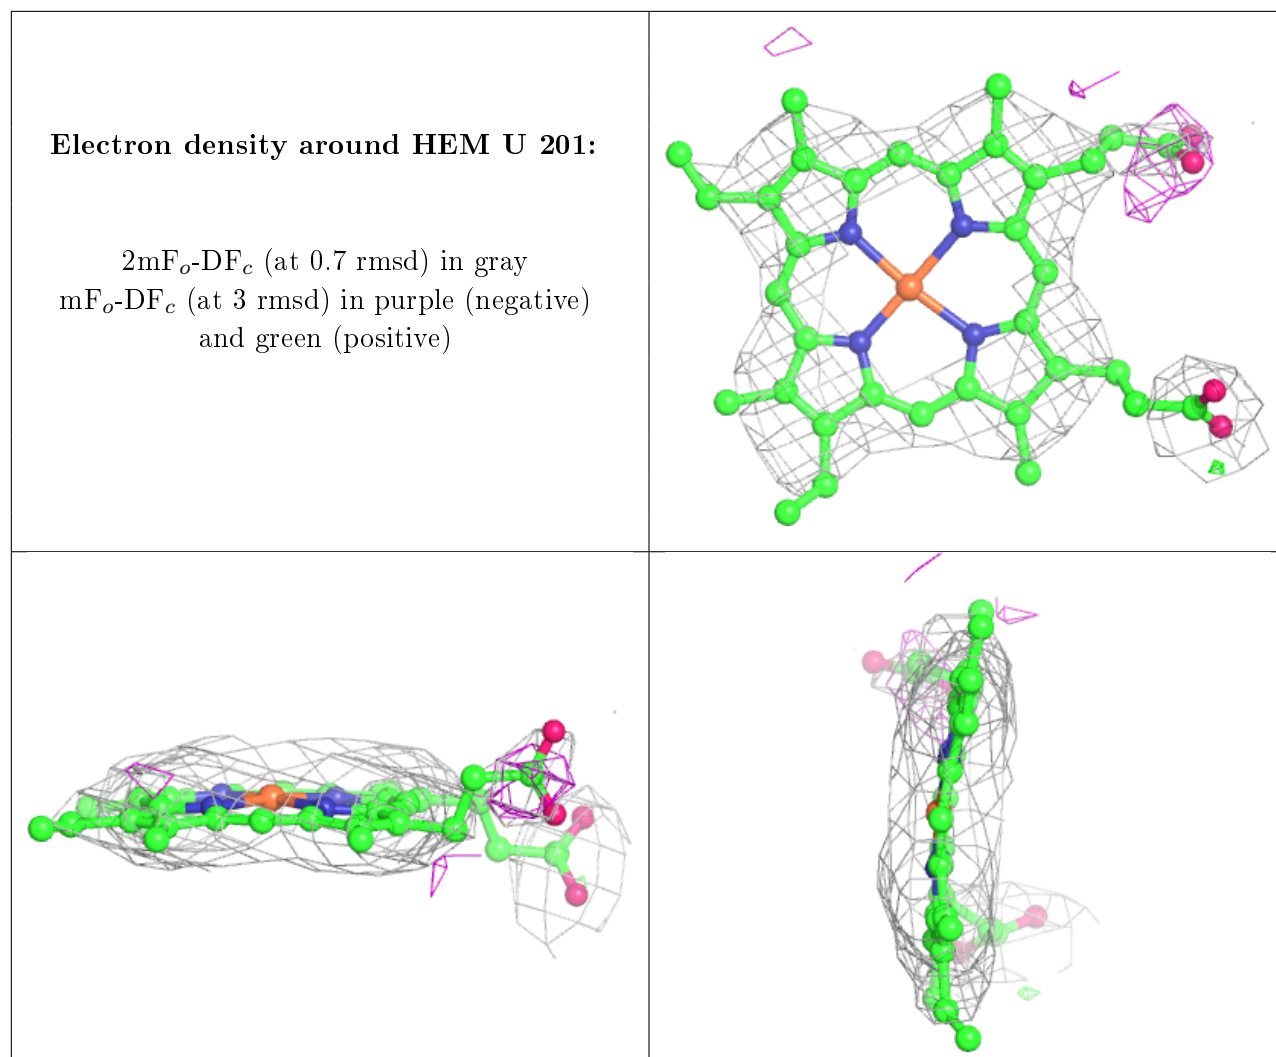 Electron density around HEM U 201:
2mFo-DFc (at 0.7 rmsd) in gray
mFo-DFc (at 3 rmsd) in purple (negative)
and green (positive)